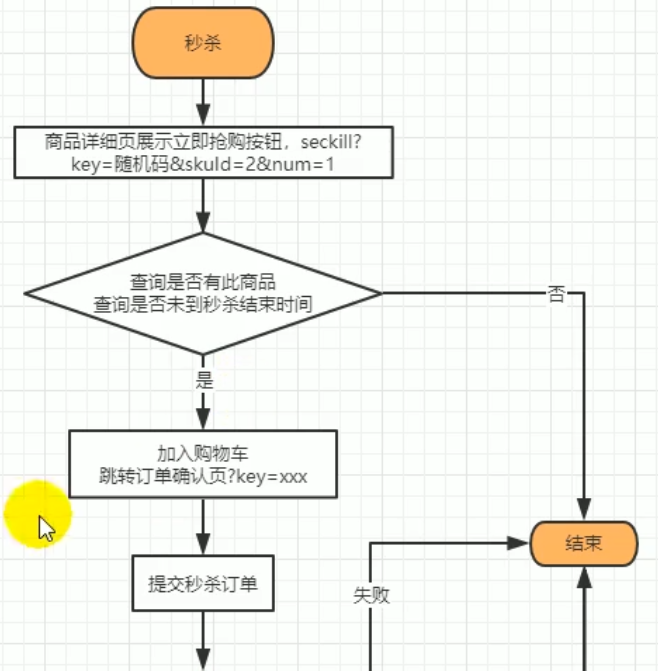 秒杀
商品详细页展示立即抢购按钮，seckill?
key=随机码&skuId=2&num=1
查询是否有此商品
查询是否未到秒杀结束时间
否
是
加入购物车
跳转订单确认页?key=xxx
结束
提交秒杀订单
失败